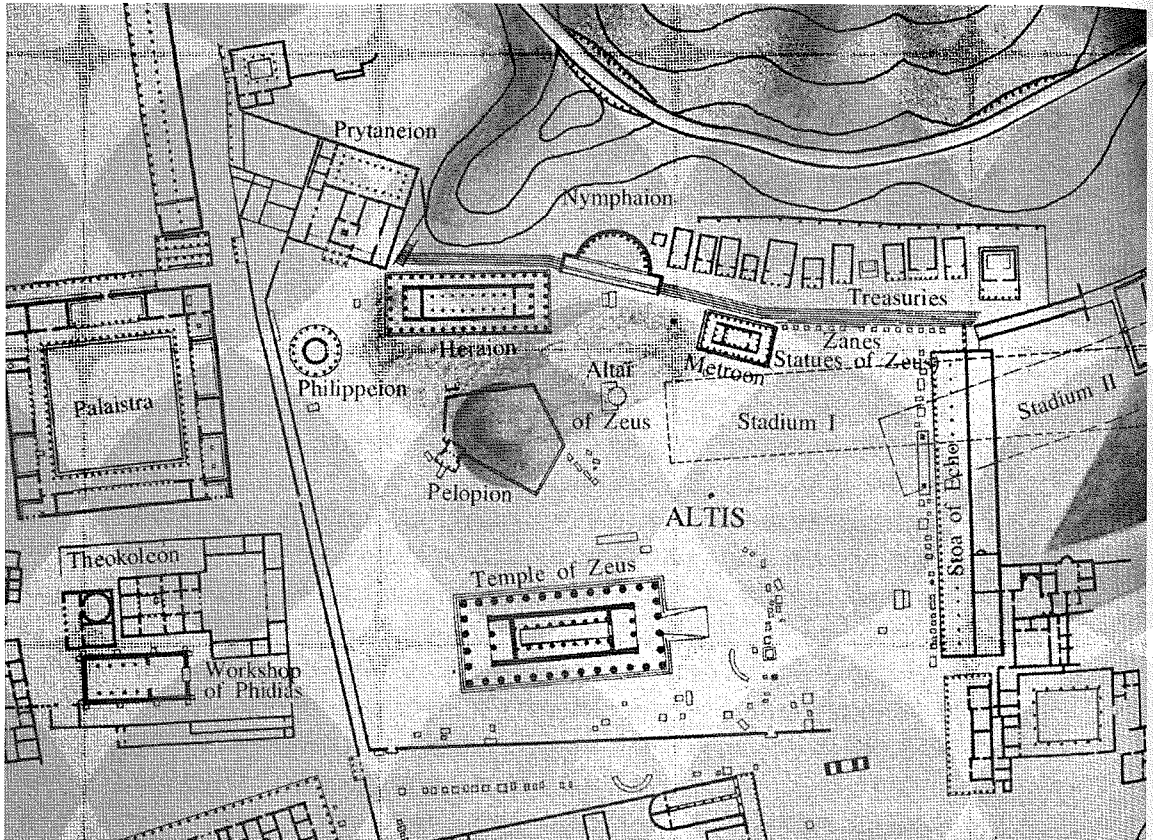 Prytaneion
Nymphaion
Treasuries
Heraion
Zanes
Statues of Zeus)
Metroon
Altar
of Zeus
Philippeion
Palaistra
Stadium I
Stadium II
Pelopion
Stoa of Echo
ALTIS
Theokoleon
Temple of Zeus
Workshop
of Phidias